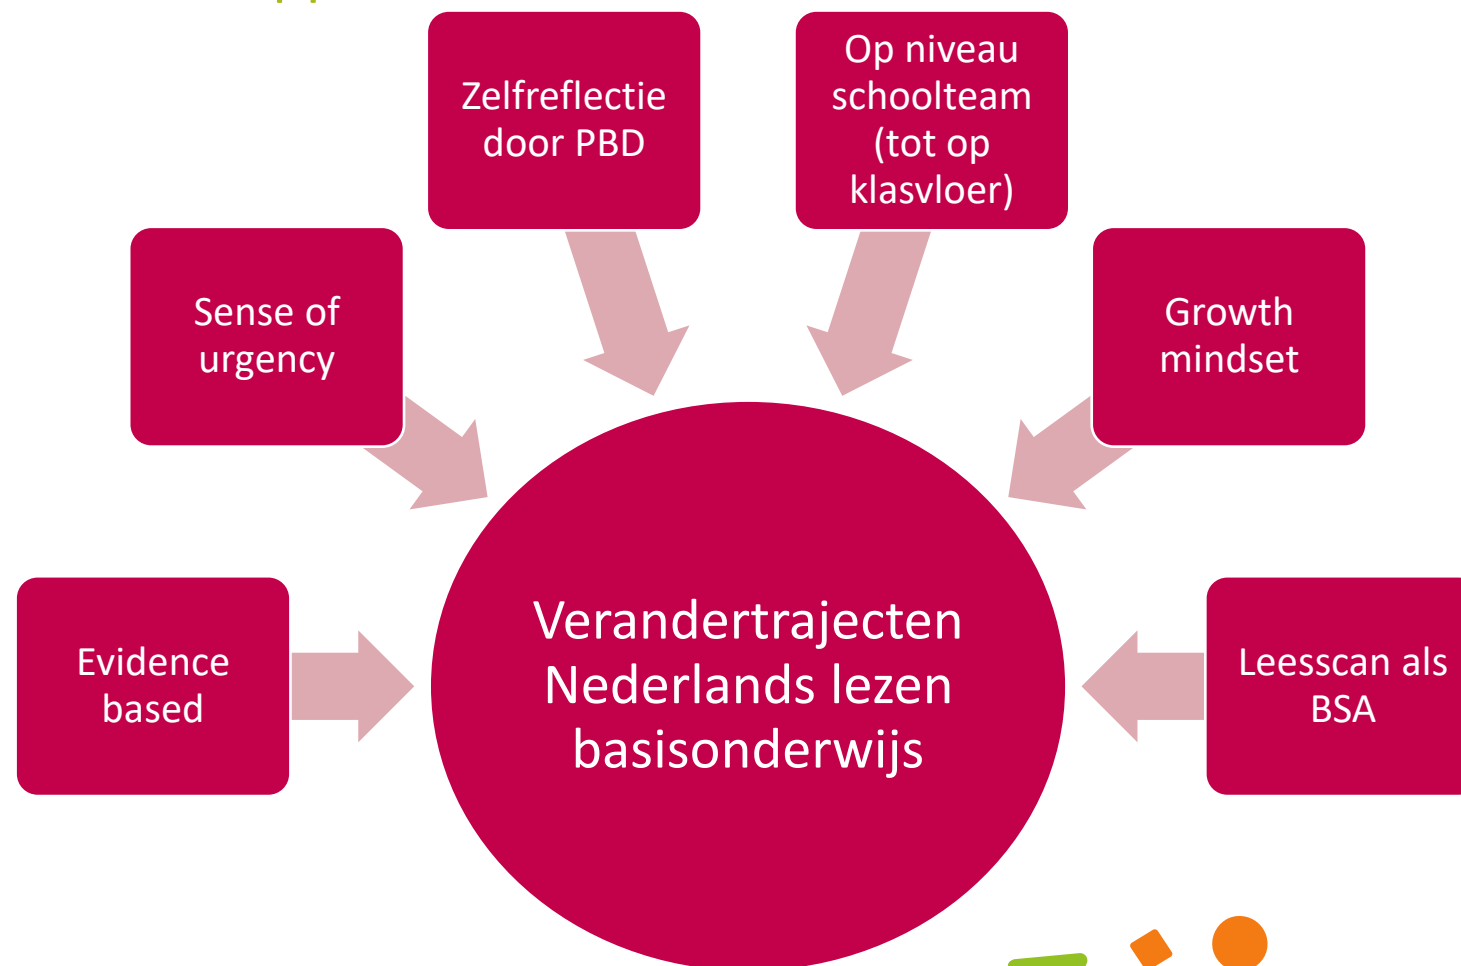 Zelfreflectie
door PBD
Op niveau
schoolteam
(tot op
klasvloer)
Sense of
urgency
Growth
mindset
Evidence
based
Verandertrajecten
Nederlands lezen
basisonderwijs
Leesscan als
BSA